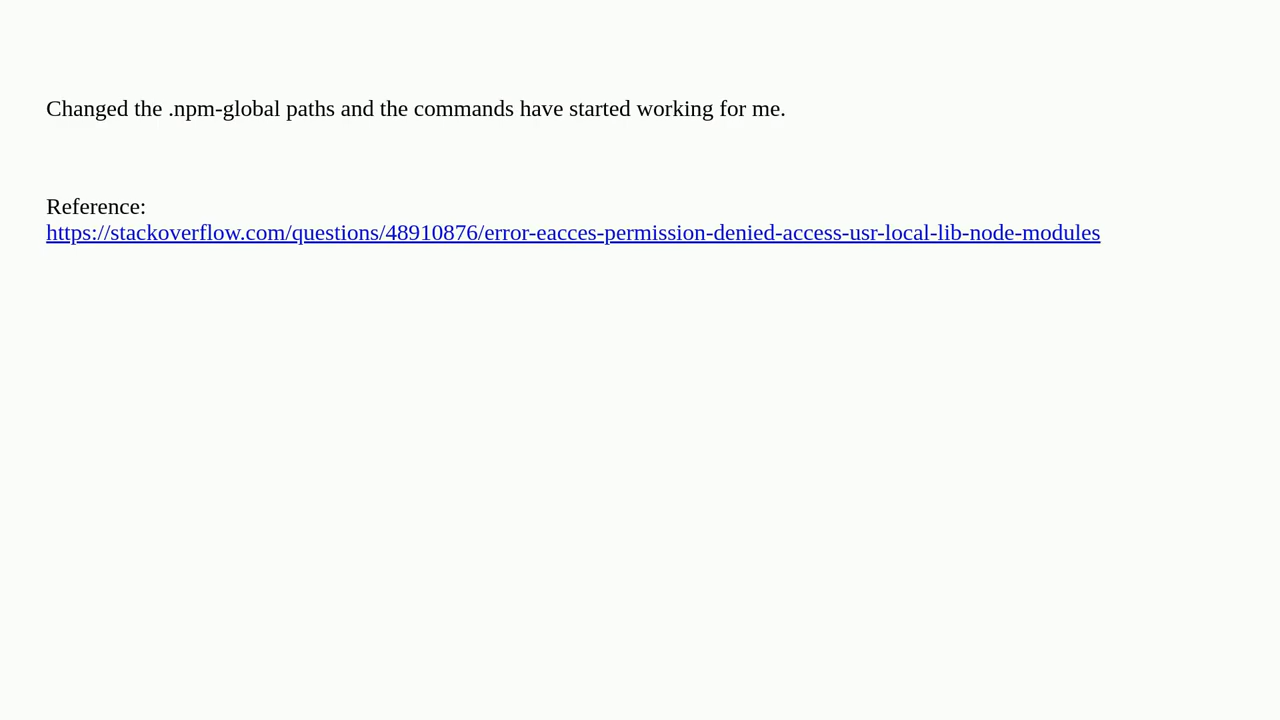 Changed the .npm-global paths and the commands have started working for me.
Reference:
https://stackoverflow.com/questions/48910876/error-eacces-permission-denied-access-usr-local-lib-node-modules